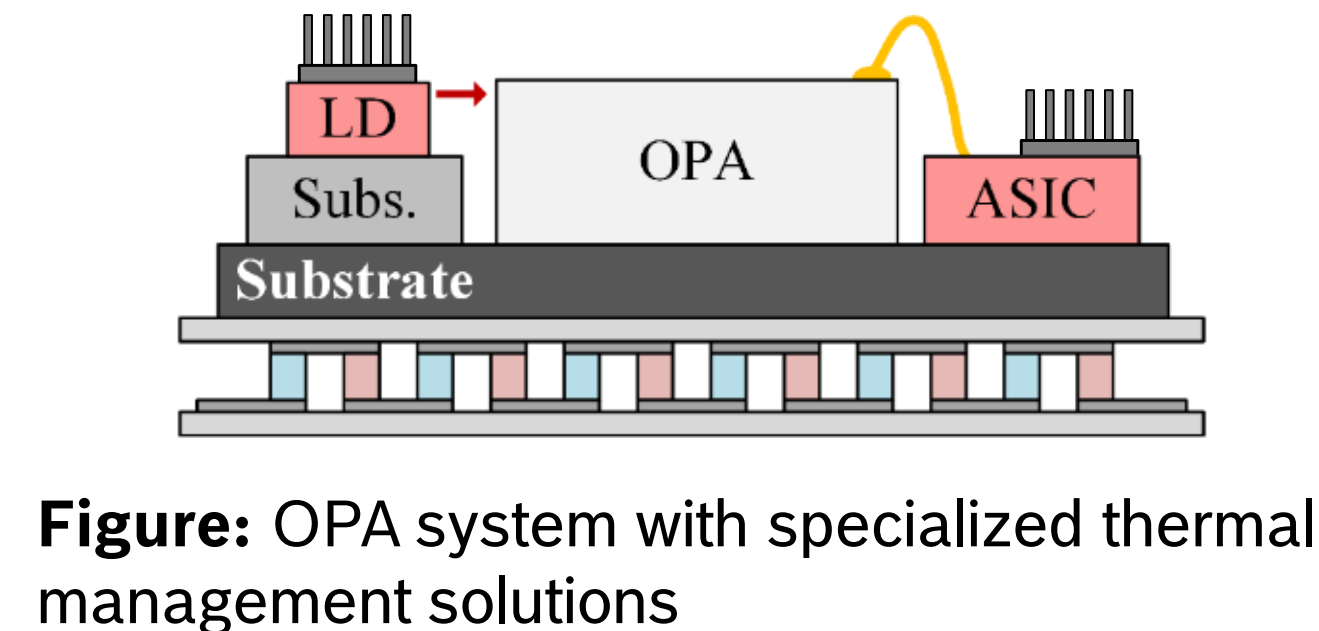 LD
OPA
Subs.
ASIC
Substrate
Figure: OPA system with specialized thermal
management solutions